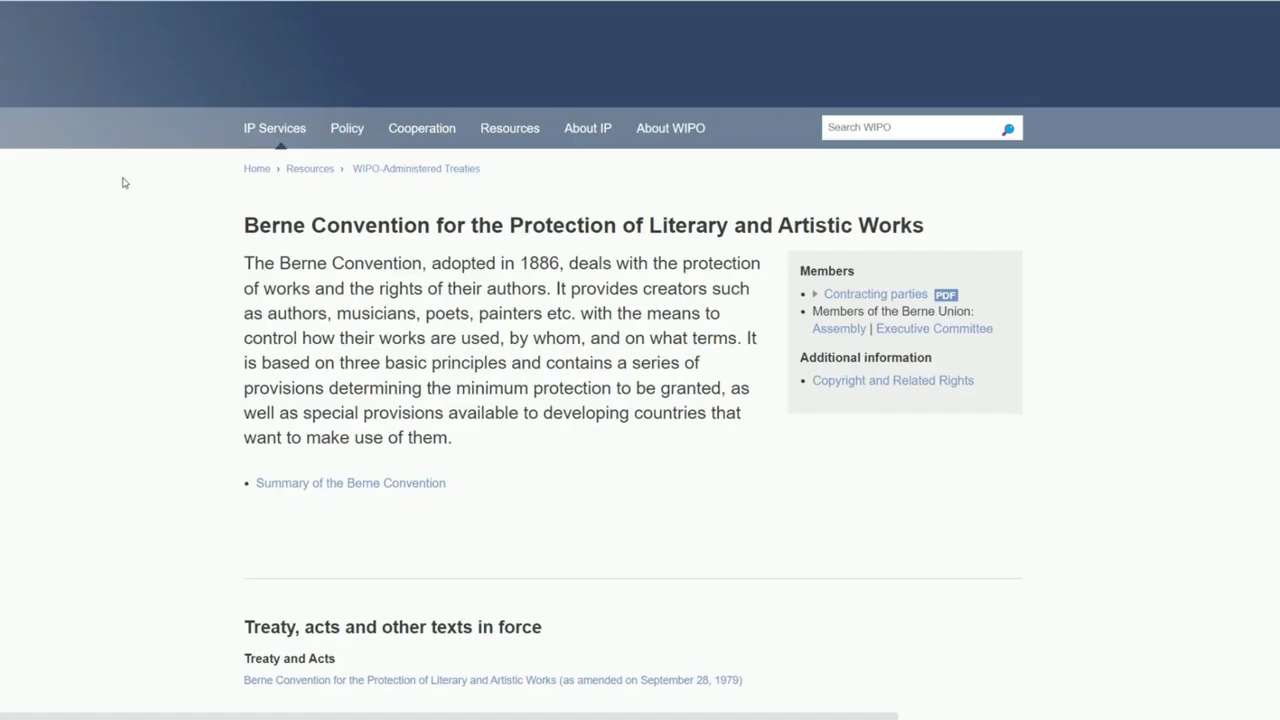 IP Services Policy Cooperation Resources About IP About WIPO Search WIPO
Home › Resources › WIPO-Administered Treaties
Berne Convention for the Protection of Literary and Artistic Works
The Berne Convention, adopted in 1886, deals with the protection
of works and the rights of their authors. It provides creators such
as authors, musicians, poets, painters etc. with the means to
control how their works are used, by whom, and on what terms. It
is based on three basic principles and contains a series of
provisions determining the minimum protection to be granted, as
well as special provisions available to developing countries that
want to make use of them.
• Summary of the Berne Convention
Members
• Contracting parties PDF
• Members of the Berne Union:
Assembly | Executive Committee
Additional information
• Copyright and Related Rights
Treaty, acts and other texts in force
Treaty and Acts
Berne Convention for the Protection of Literary and Artistic Works (as amended on September 28, 1979)